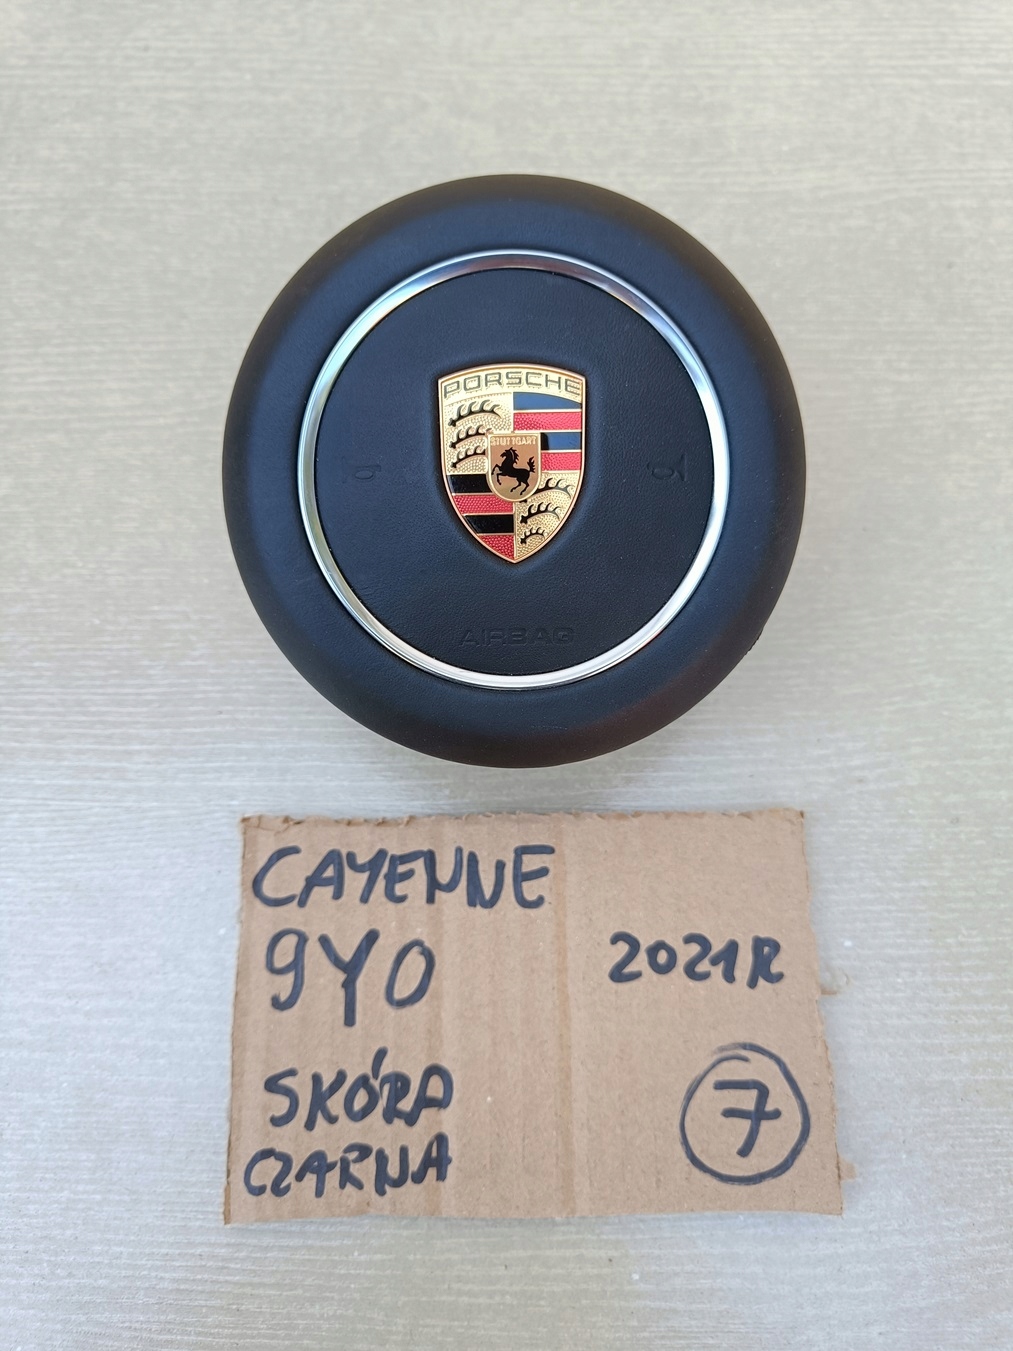 PORSCHE
STUTTGART
AIRBAG
CAYENNE
9Y0
2021R
SKÓRA
CZARNA
7